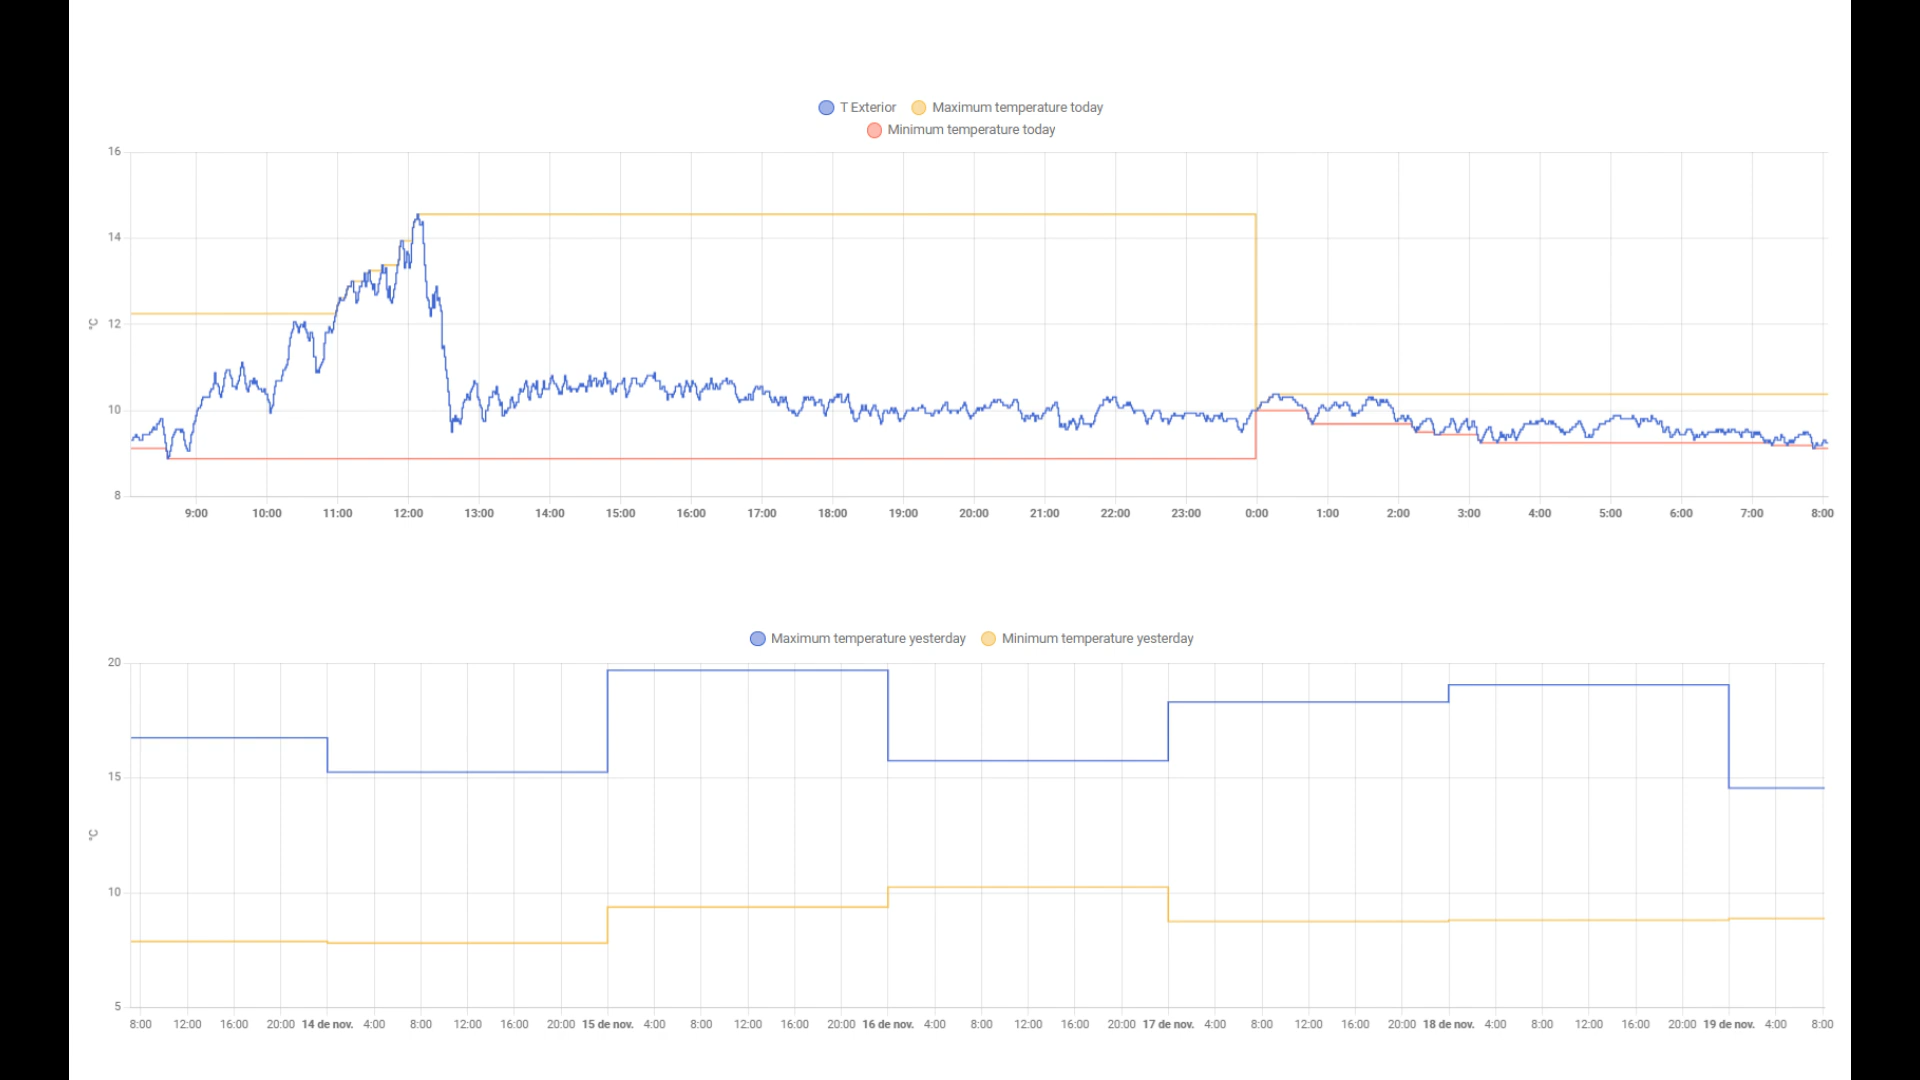 T Exterior Maximum temperature today
Minimum temperature today
16
14
12
10
8
°C
9:00 10:00 11:00 12:00 13:00 14:00 15:00 16:00 17:00 18:00 19:00 20:00 21:00 22:00 23:00 0:00 1:00 2:00 3:00 4:00 5:00 6:00 7:00 8:00
Maximum temperature yesterday Minimum temperature yesterday
20
15
10
5
°C
8:00 12:00 16:00 20:00 14 de nov. 4:00 8:00 12:00 16:00 20:00 15 de nov. 4:00 8:00 12:00 16:00 20:00 16 de nov. 4:00 8:00 12:00 16:00 20:00 17 de nov. 4:00 8:00 12:00 16:00 20:00 18 de nov. 4:00 8:00 12:00 16:00 20:00 19 de nov. 4:00 8:00